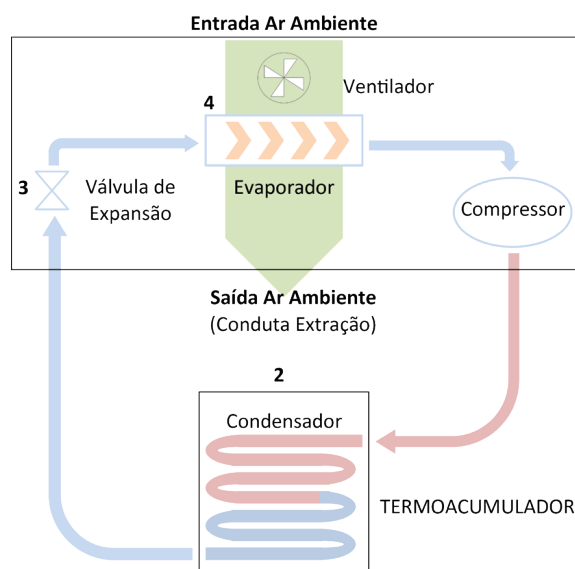 Entrada Ar Ambiente
Ventilador
4
3
Válvula de
Expansão
Evaporador
Compressor
Saída Ar Ambiente
(Conduta Extração)
2
Condensador
TERMOACUMULADOR